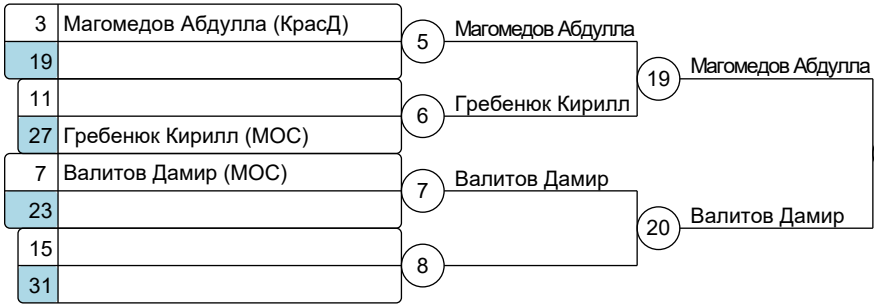 3 Магомедов Абдулла (КрасД)
19
5
Магомедов Абдулла
11
27 Гребенюк Кирилл (МОС)
6
Гребенюк Кирилл
19
Магомедов Абдулла
7 Валитов Дамир (МОС)
23
7
Валитов Дамир
15
31
8
20
Валитов Дамир